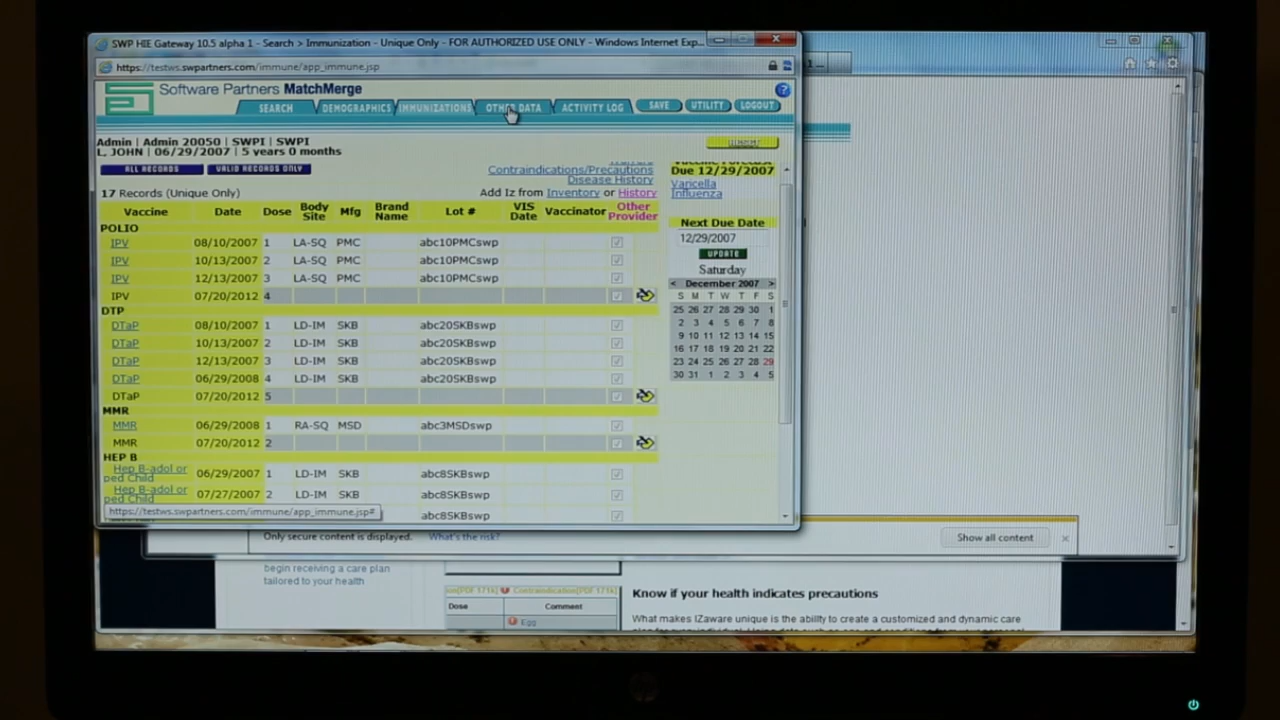 SWP HIE Gateway 10.5 alpha 1 - Search > Immunization - Unique Only - FOR AUTHORIZED USE ONLY - Windows Internet Exp...
https://testws.swpartners.com/immune/app_immune.jsp
Software Partners MatchMerge
SEARCH DEMOGRAPHICS IMMUNIZATIONS OTHER DATA ACTIVITY LOG SAVE UTILITY LOGOUT
Admin | Admin 20050 | SWPI | SWPI
L, JOHN | 06/29/2007 | 5 years 0 months
ALL RECORDS VALID RECORDS ONLY
Contraindications/Precautions
Disease History
17 Records (Unique Only) Add Iz from Inventory or History
Vaccine Date Dose Body Site Mfg Brand Name Lot # VIS Date Vaccinator Other Provider
POLIO
IPV 08/10/2007 1 LA-SQ PMC abc10PMCswp
IPV 10/13/2007 2 LA-SQ PMC abc10PMCswp
IPV 12/13/2007 3 LA-SQ PMC abc10PMCswp
IPV 07/20/2012 4
DTP
DTaP 08/10/2007 1 LD-IM SKB abc20SKBswp
DTaP 10/13/2007 2 LD-IM SKB abc20SKBswp
DTaP 12/13/2007 3 LD-IM SKB abc20SKBswp
DTaP 06/29/2008 4 LD-IM SKB abc20SKBswp
DTaP 07/20/2012 5
MMR
MMR 06/29/2008 1 RA-SQ MSD abc3MSDswp
MMR 07/20/2012 2
HEP B
Hep B-adol or ped Child 06/29/2007 1 LD-IM SKB abc8SKBswp
Hep B-adol or ped Child 07/27/2007 2 LD-IM SKB abc8SKBswp
abc8SKBswp
https://testws.swpartners.com/immune/app_immune.jsp#
Vaccine Forecast
Due 12/29/2007
Varicella
Influenza
Next Due Date
12/29/2007
UPDATE
Saturday
< December 2007 >
S M T W T F S
25 26 27 28 29 30 1
2 3 4 5 6 7 8
9 10 11 12 13 14 15
16 17 18 19 20 21 22
23 24 25 26 27 28 29
30 31 1 2 3 4 5
1...
Only secure content is displayed. What's the risk? Show all content
begin receiving a care plan
tailored to your health
Contraindication[PDF 171k]
Dose Comment
Egg
Know if your health indicates precautions
What makes IZaware unique is the ability to create a customized and dynamic care